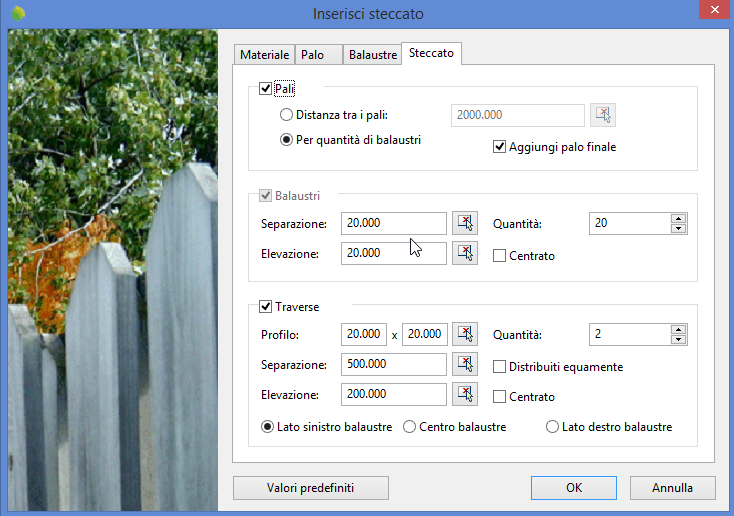 Inserisci steccato
Materiale Palo Balaustre Steccato
Pali
Distanza tra i pali: 2000.000
Per quantità di balaustri
Aggiungi palo finale
Balaustri
Separazione: 20.000 Quantità: 20
Elevazione: 20.000 Centrato
Traverse
Profilo: 20.000 x 20.000 Quantità: 2
Separazione: 500.000 Distribuiti equamente
Elevazione: 200.000 Centrato
Lato sinistro balaustre Centro balaustre Lato destro balaustre
Valori predefiniti OK Annulla